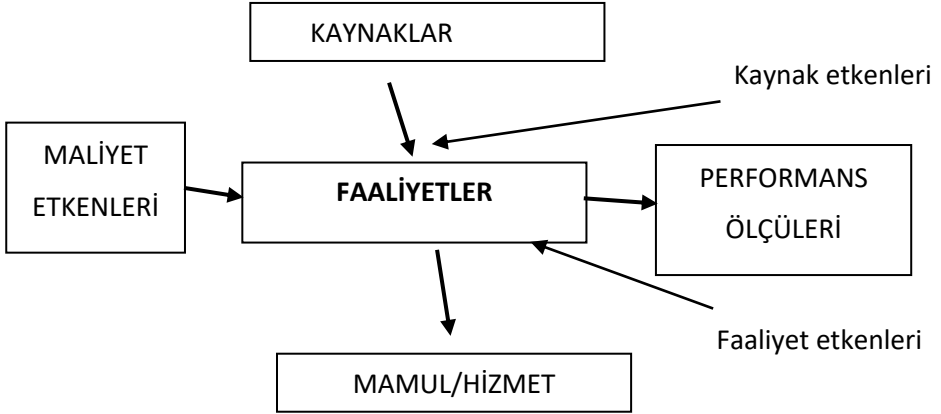 KAYNAKLAR
Kaynak etkenleri
MALİYET
ETKENLERİ
FAALİYETLER
PERFORMANS
ÖLÇÜLERİ
Faaliyet etkenleri
MAMUL/HİZMET